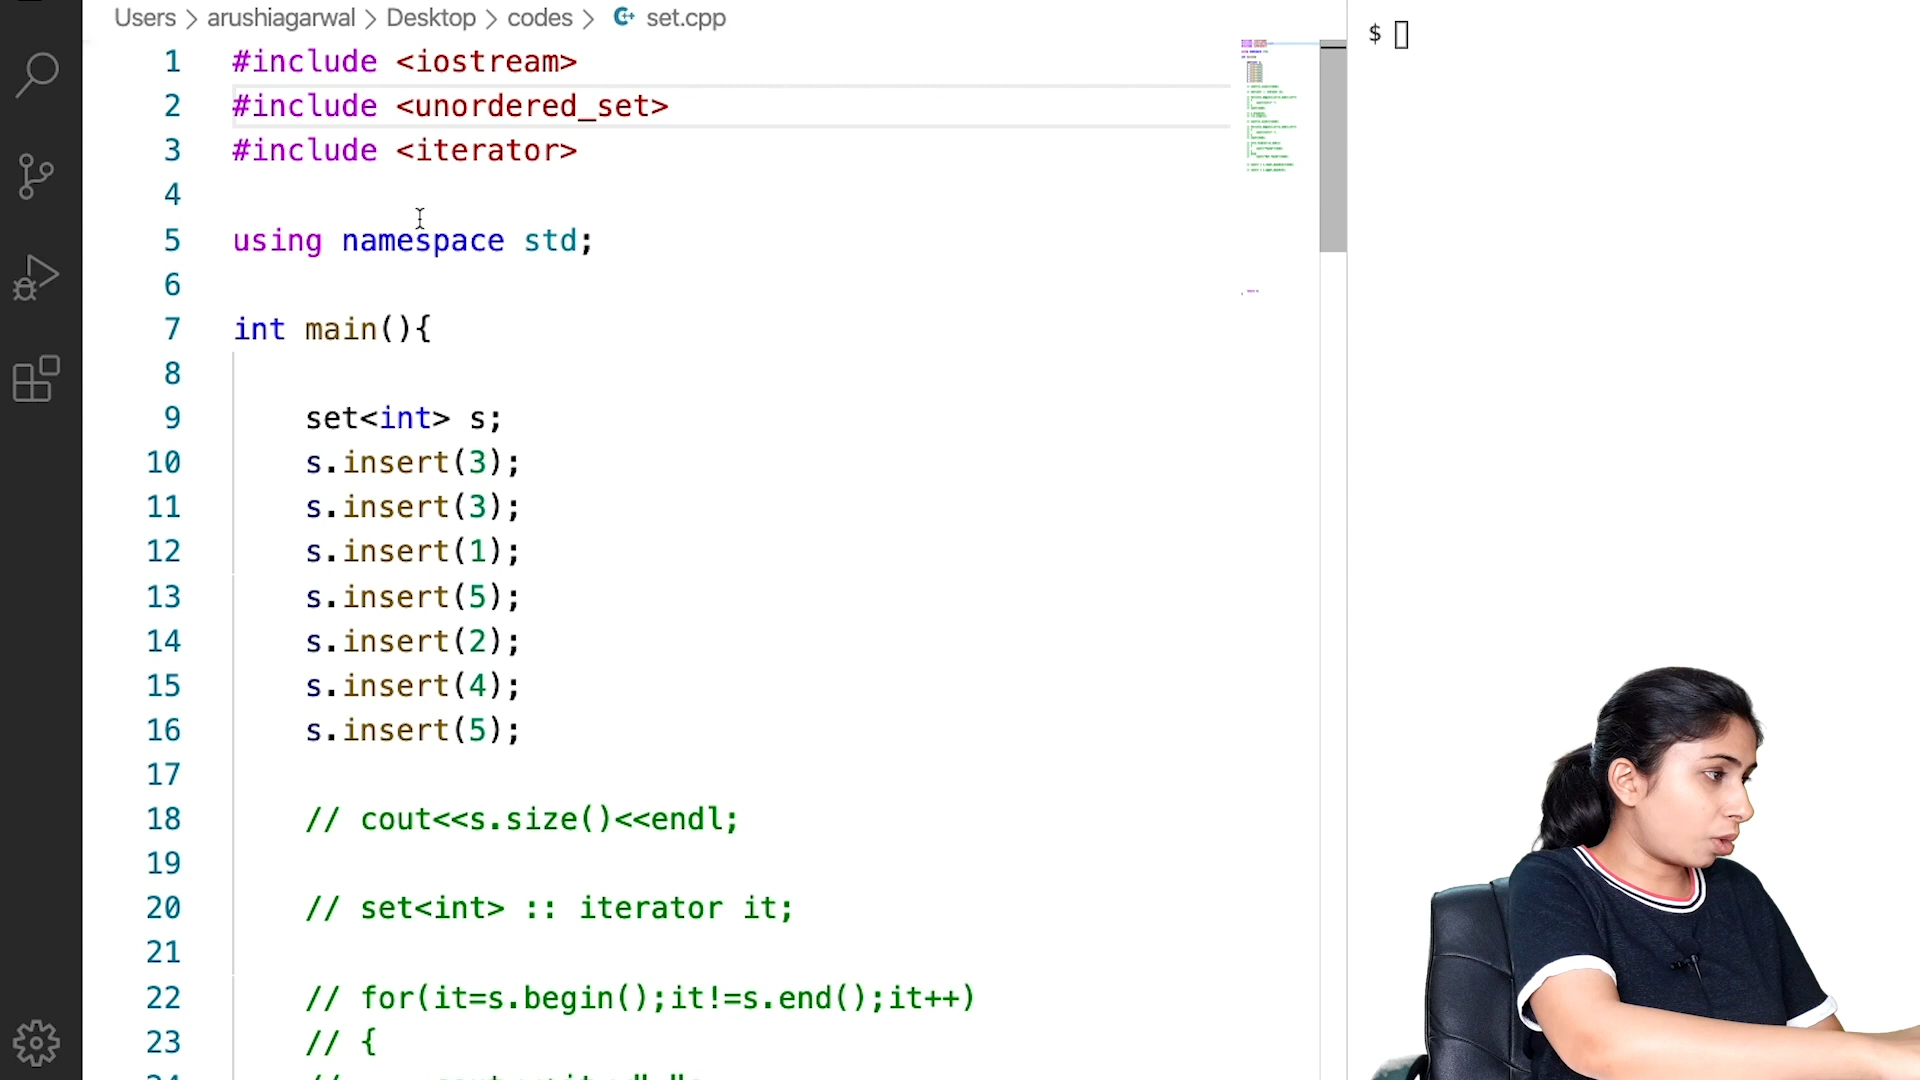 Users > arushiagarwal > Desktop > codes > set.cpp
1 #include <iostream>
2 #include <unordered_set>
3 #include <iterator>
4
5 using namespace std;
6
7 int main(){
8
9 set<int> s;
10 s.insert(3);
11 s.insert(3);
12 s.insert(1);
13 s.insert(5);
14 s.insert(2);
15 s.insert(4);
16 s.insert(5);
17
18 // cout<<s.size()<<endl;
19
20 // set<int> :: iterator it;
21
22 // for(it=s.begin();it!=s.end();it++)
23 // {
$